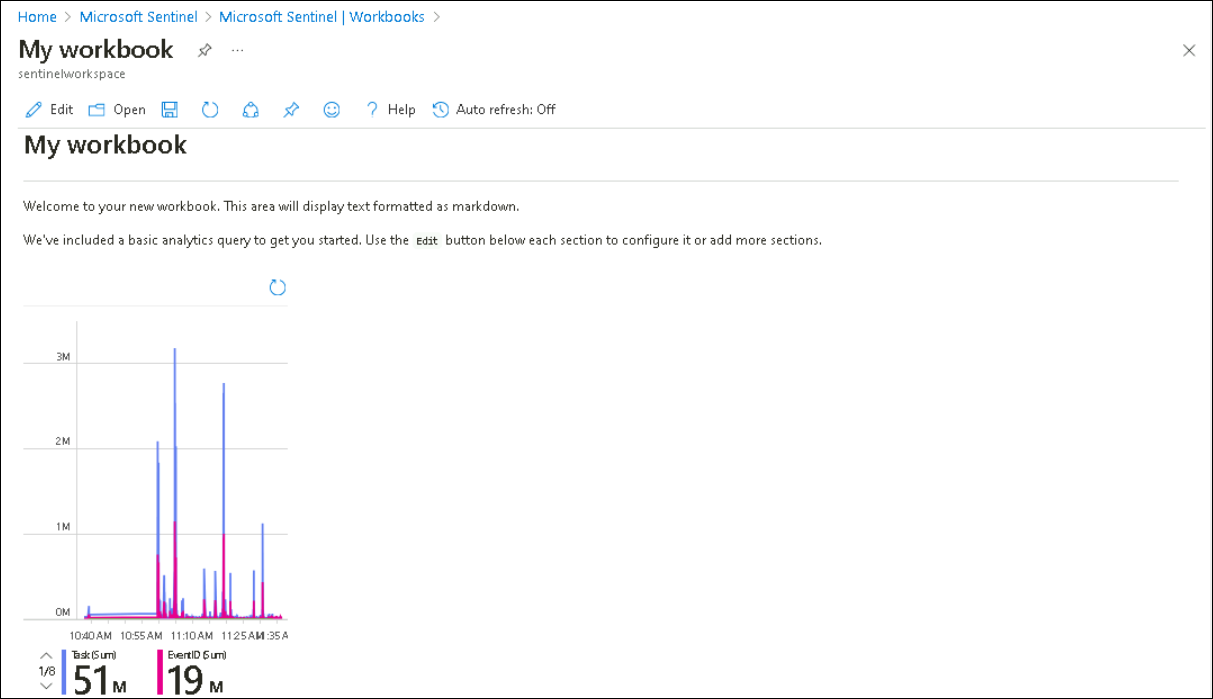 Home > Microsoft Sentinel > Microsoft Sentinel | Workbooks >
My workbook ...
sentinelworkspace
Edit Open ? Help Auto refresh: Off
My workbook
Welcome to your new workbook. This area will display text formatted as markdown.
We've included a basic analytics query to get you started. Use the Edit button below each section to configure it or add more sections.
3M
2M
1M
0M
10:40 AM 10:55 AM 11:10 AM 11:25 AM
Task (Sum) EventID (Sum)
1/8 51 M 19 M